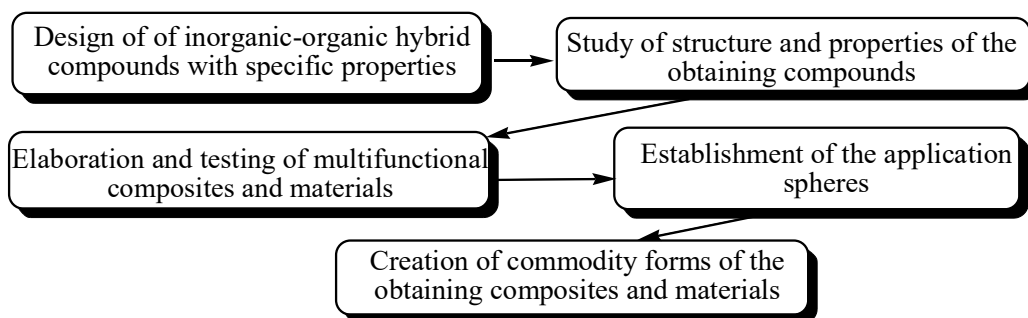 Design of of inorganic-organic hybrid
compounds with specific properties
Study of structure and properties of the
obtaining compounds
Elaboration and testing of multifunctional
composites and materials
Establishment of the application
spheres
Creation of commodity forms of the
obtaining composites and materials